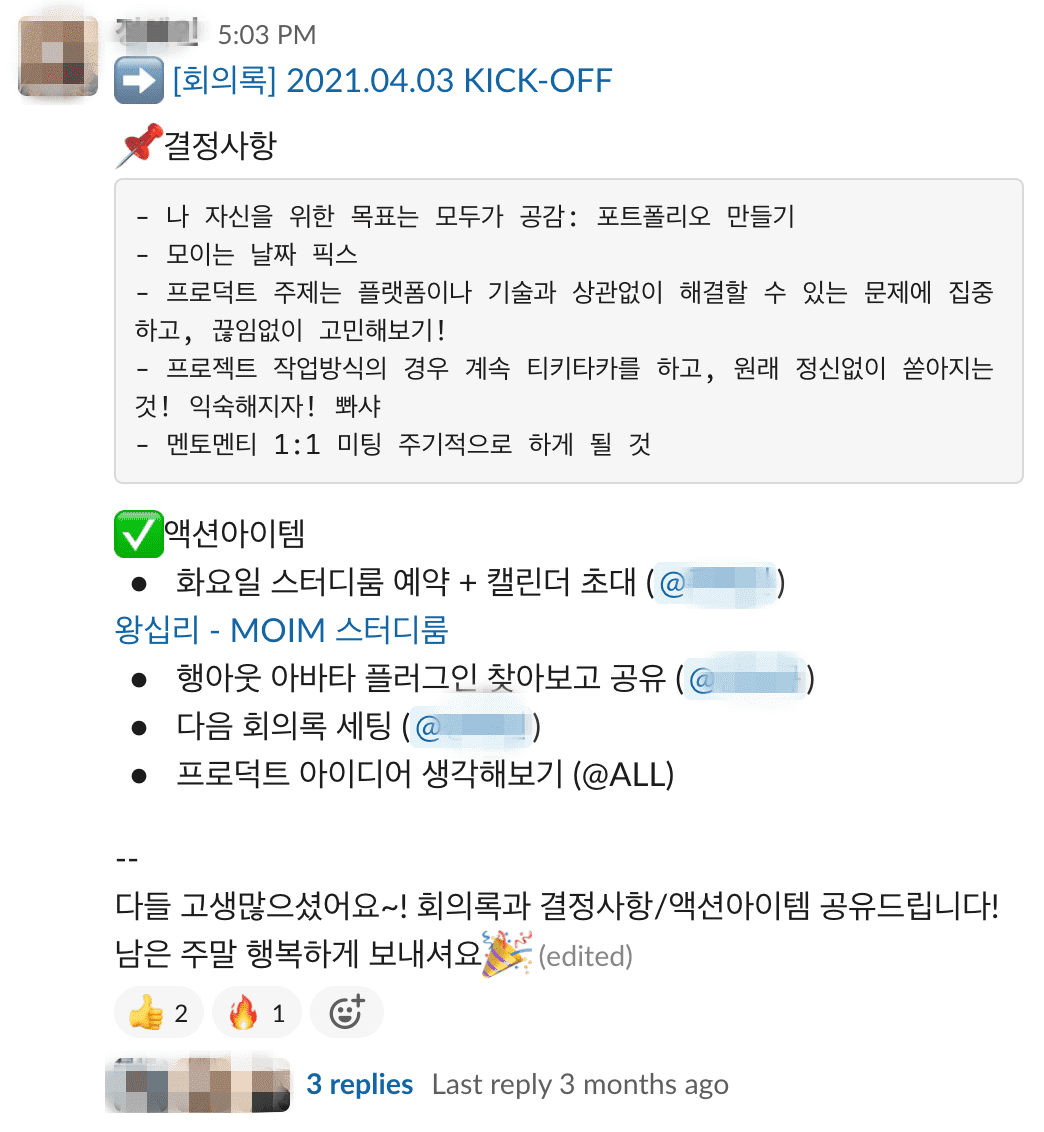 5:03 PM
[회의록] 2021.04.03 KICK-OFF
결정사항
- 나 자신을 위한 목표는 모두가 공감: 포트폴리오 만들기
- 모이는 날짜 픽스
- 프로덕트 주제는 플랫폼이나 기술과 상관없이 해결할 수 있는 문제에 집중
하고, 끊임없이 고민해보기!
- 프로젝트 작업방식의 경우 계속 티키타카를 하고, 원래 정신없이 쏟아지는
것! 익숙해지자! 뽜샤
- 멘토멘티 1:1 미팅 주기적으로 하게 될 것
액션아이템
● 화요일 스터디룸 예약 + 캘린더 초대 (@)
왕십리 - MOIM 스터디룸
● 행아웃 아바타 플러그인 찾아보고 공유 (@)
● 다음 회의록 세팅 (@)
● 프로덕트 아이디어 생각해보기 (@ALL)
--
다들 고생많으셨어요~! 회의록과 결정사항/액션아이템 공유드립니다!
남은 주말 행복하게 보내셔요 (edited)
2 1
3 replies Last reply 3 months ago